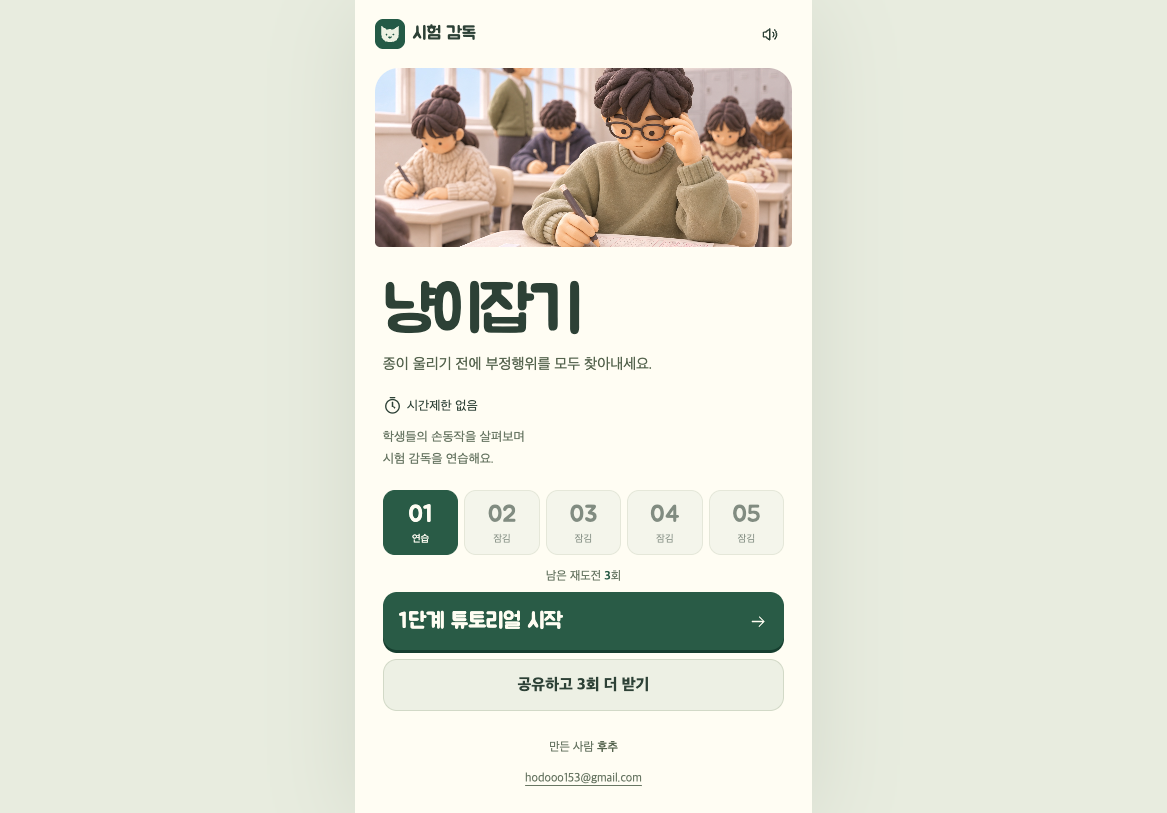 시험 감독
냥이잡기
종이 울리기 전에 부정행위를 모두 찾아내세요.
시간제한 없음
학생들의 손동작을 살펴보며
시험 감독을 연습해요.
01 02 03 04 05
연습 잠김 잠김 잠김 잠김
남은 재도전 3회
1단계 튜토리얼 시작
공유하고 3회 더 받기
만든 사람 후추
hodooo153@gmail.com